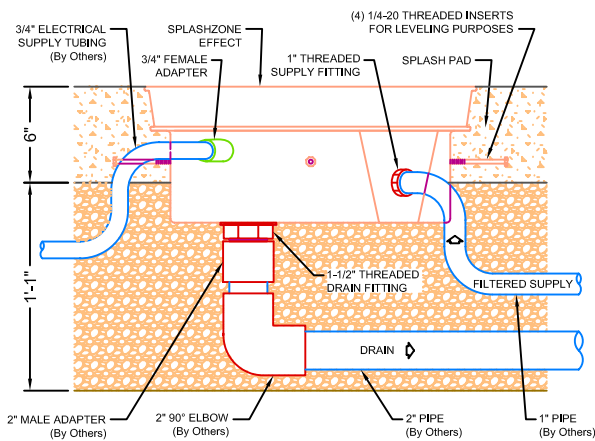 3/4" ELECTRICAL
SUPPLY TUBING
(By Others)
SPLASHZONE
EFFECT
3/4" FEMALE
ADAPTER
1" THREADED
SUPPLY FITTING
(4) 1/4-20 THREADED INSERTS
FOR LEVELING PURPOSES
SPLASH PAD
6"
1'-1"
1-1/2" THREADED
DRAIN FITTING
FILTERED SUPPLY
DRAIN
2" MALE ADAPTER
(By Others)
2" 90° ELBOW
(By Others)
2" PIPE
(By Others)
1" PIPE
(By Others)